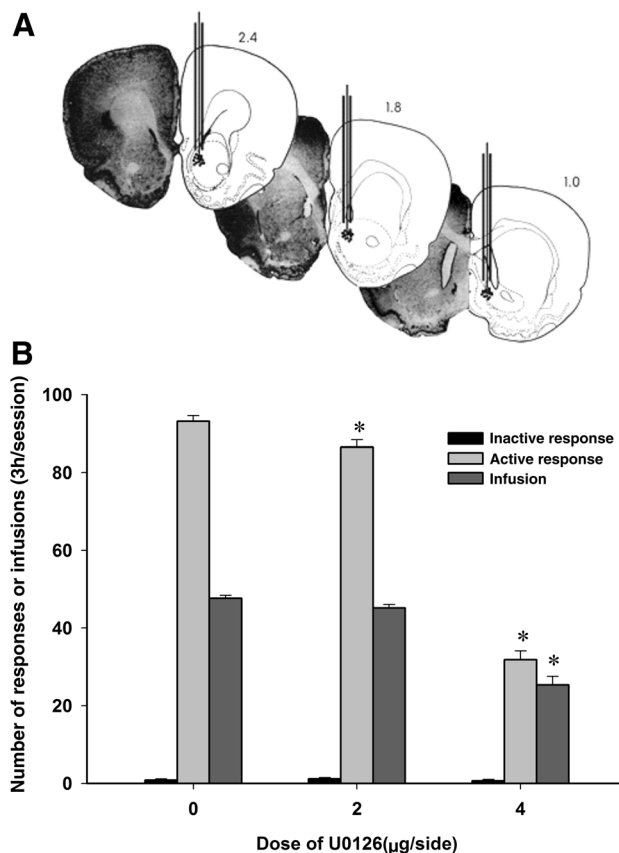 A
2.4
1.8
1.0
B
Number of responses or infusions (3h/session)
100
80
60
40
20
0
*
*
*
Inactive response
Active response
Infusion
0
2
4
Dose of U0126(µg/side)